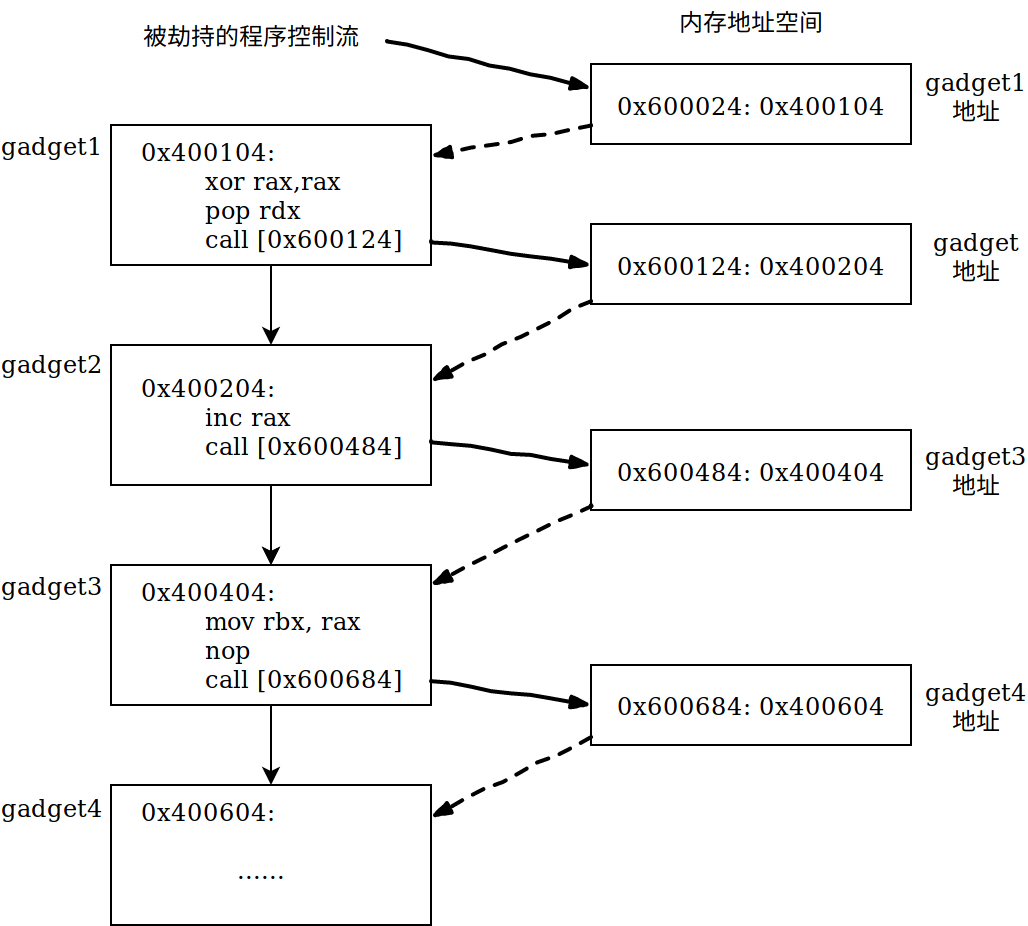 被劫持的程序控制流
内存地址空间
0x600024: 0x400104
gadget1
地址
gadget1
0x400104:
xor rax,rax
pop rdx
call [0x600124]
0x600124: 0x400204
gadget
地址
gadget2
0x400204:
inc rax
call [0x600484]
0x600484: 0x400404
gadget3
地址
gadget3
0x400404:
mov rbx, rax
nop
call [0x600684]
0x600684: 0x400604
gadget4
地址
gadget4
0x400604:
......